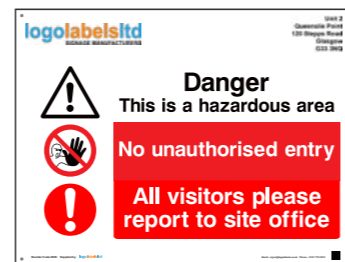 logolabelsltd
SIGNAGE MANUFACTURERS
Unit 2
Queenslie Point
120 Stepps Road
Glasgow
G33 3NQ
Danger
This is a hazardous area
No unauthorised entry
All visitors please
report to site office